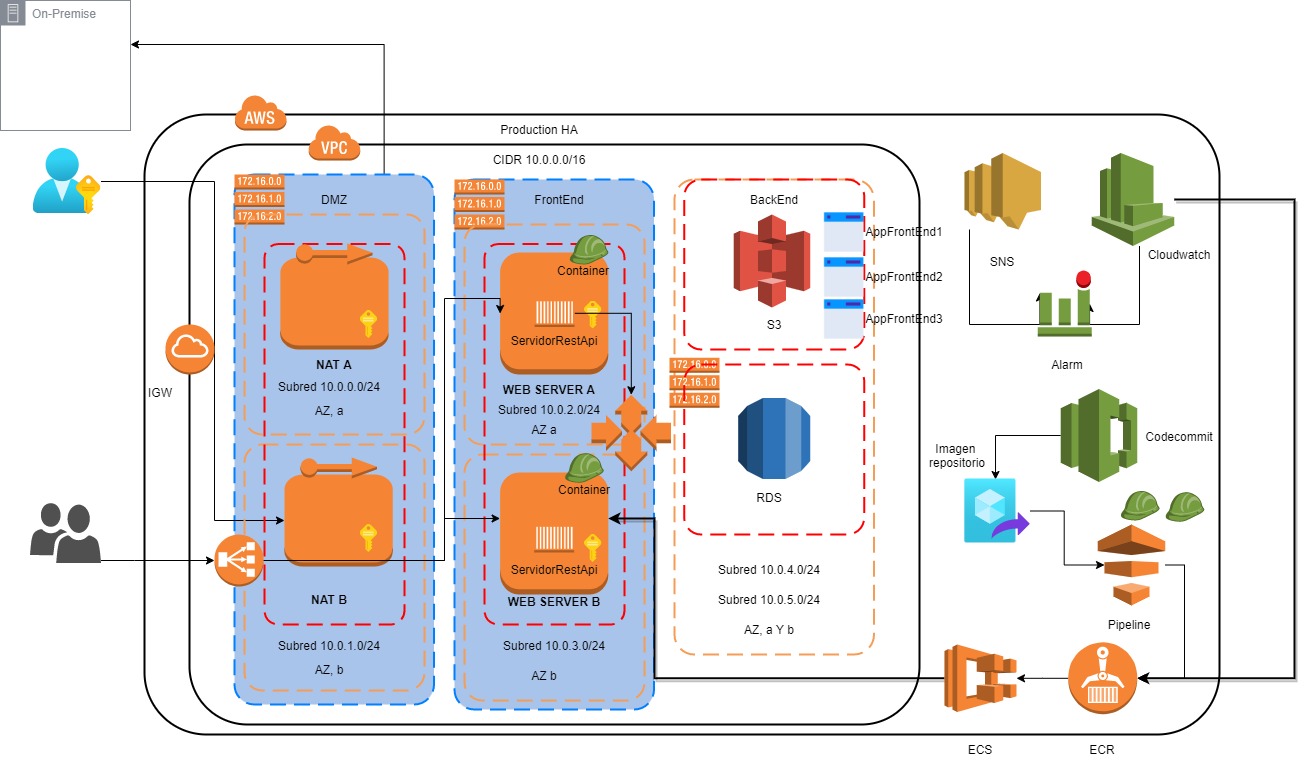 On-Premise
AWS
Production HA
VPC
CIDR 10.0.0.0/16
172.16.0.0
172.16.1.0
172.16.2.0
DMZ
NAT A
Subred 10.0.0.0/24
AZ, a
NAT B
Subred 10.0.1.0/24
AZ, b
IGW
172.16.0.0
172.16.1.0
172.16.2.0
FrontEnd
Container
ServidorRestApi
WEB SERVER A
Subred 10.0.2.0/24
AZ a
Container
ServidorRestApi
WEB SERVER B
Subred 10.0.3.0/24
AZ b
BackEnd
AppFrontEnd1
AppFrontEnd2
AppFrontEnd3
S3
172.16.0.0
172.16.1.0
172.16.2.0
RDS
Subred 10.0.4.0/24
Subred 10.0.5.0/24
AZ, a Y b
SNS
Cloudwatch
Alarm
Codecommit
Imagen
repositorio
Pipeline
ECS
ECR